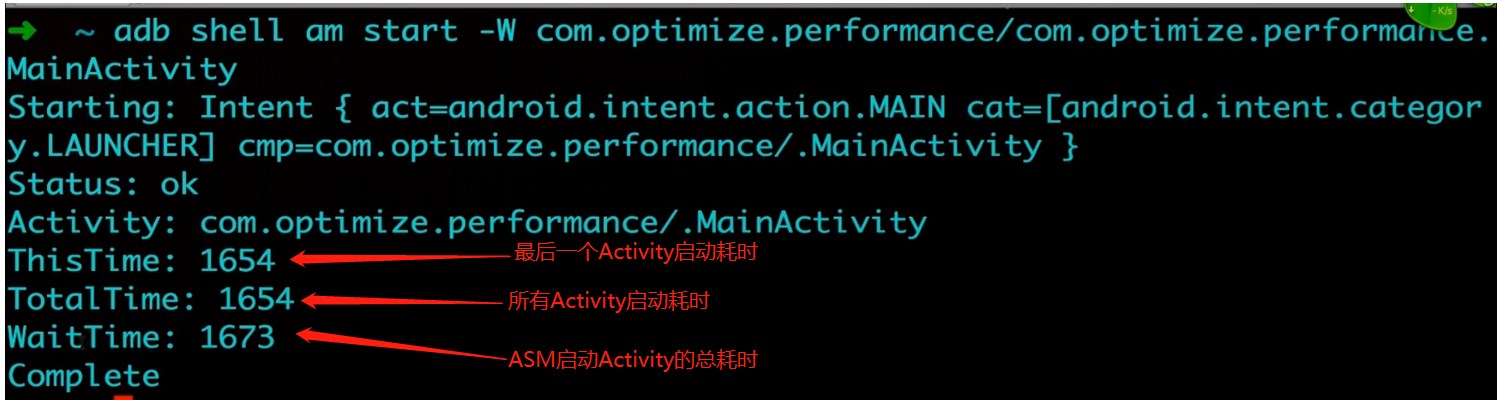 ➜ ~ adb shell am start -W com.optimize.performance/com.optimize.performance.
MainActivity
Starting: Intent { act=android.intent.action.MAIN cat=[android.intent.categor
y.LAUNCHER] cmp=com.optimize.performance/.MainActivity }
Status: ok
Activity: com.optimize.performance/.MainActivity
ThisTime: 1654 最后一个Activity启动耗时
TotalTime: 1654 所有Activity启动耗时
WaitTime: 1673
ASM启动Activity的总耗时
Complete
-K/s